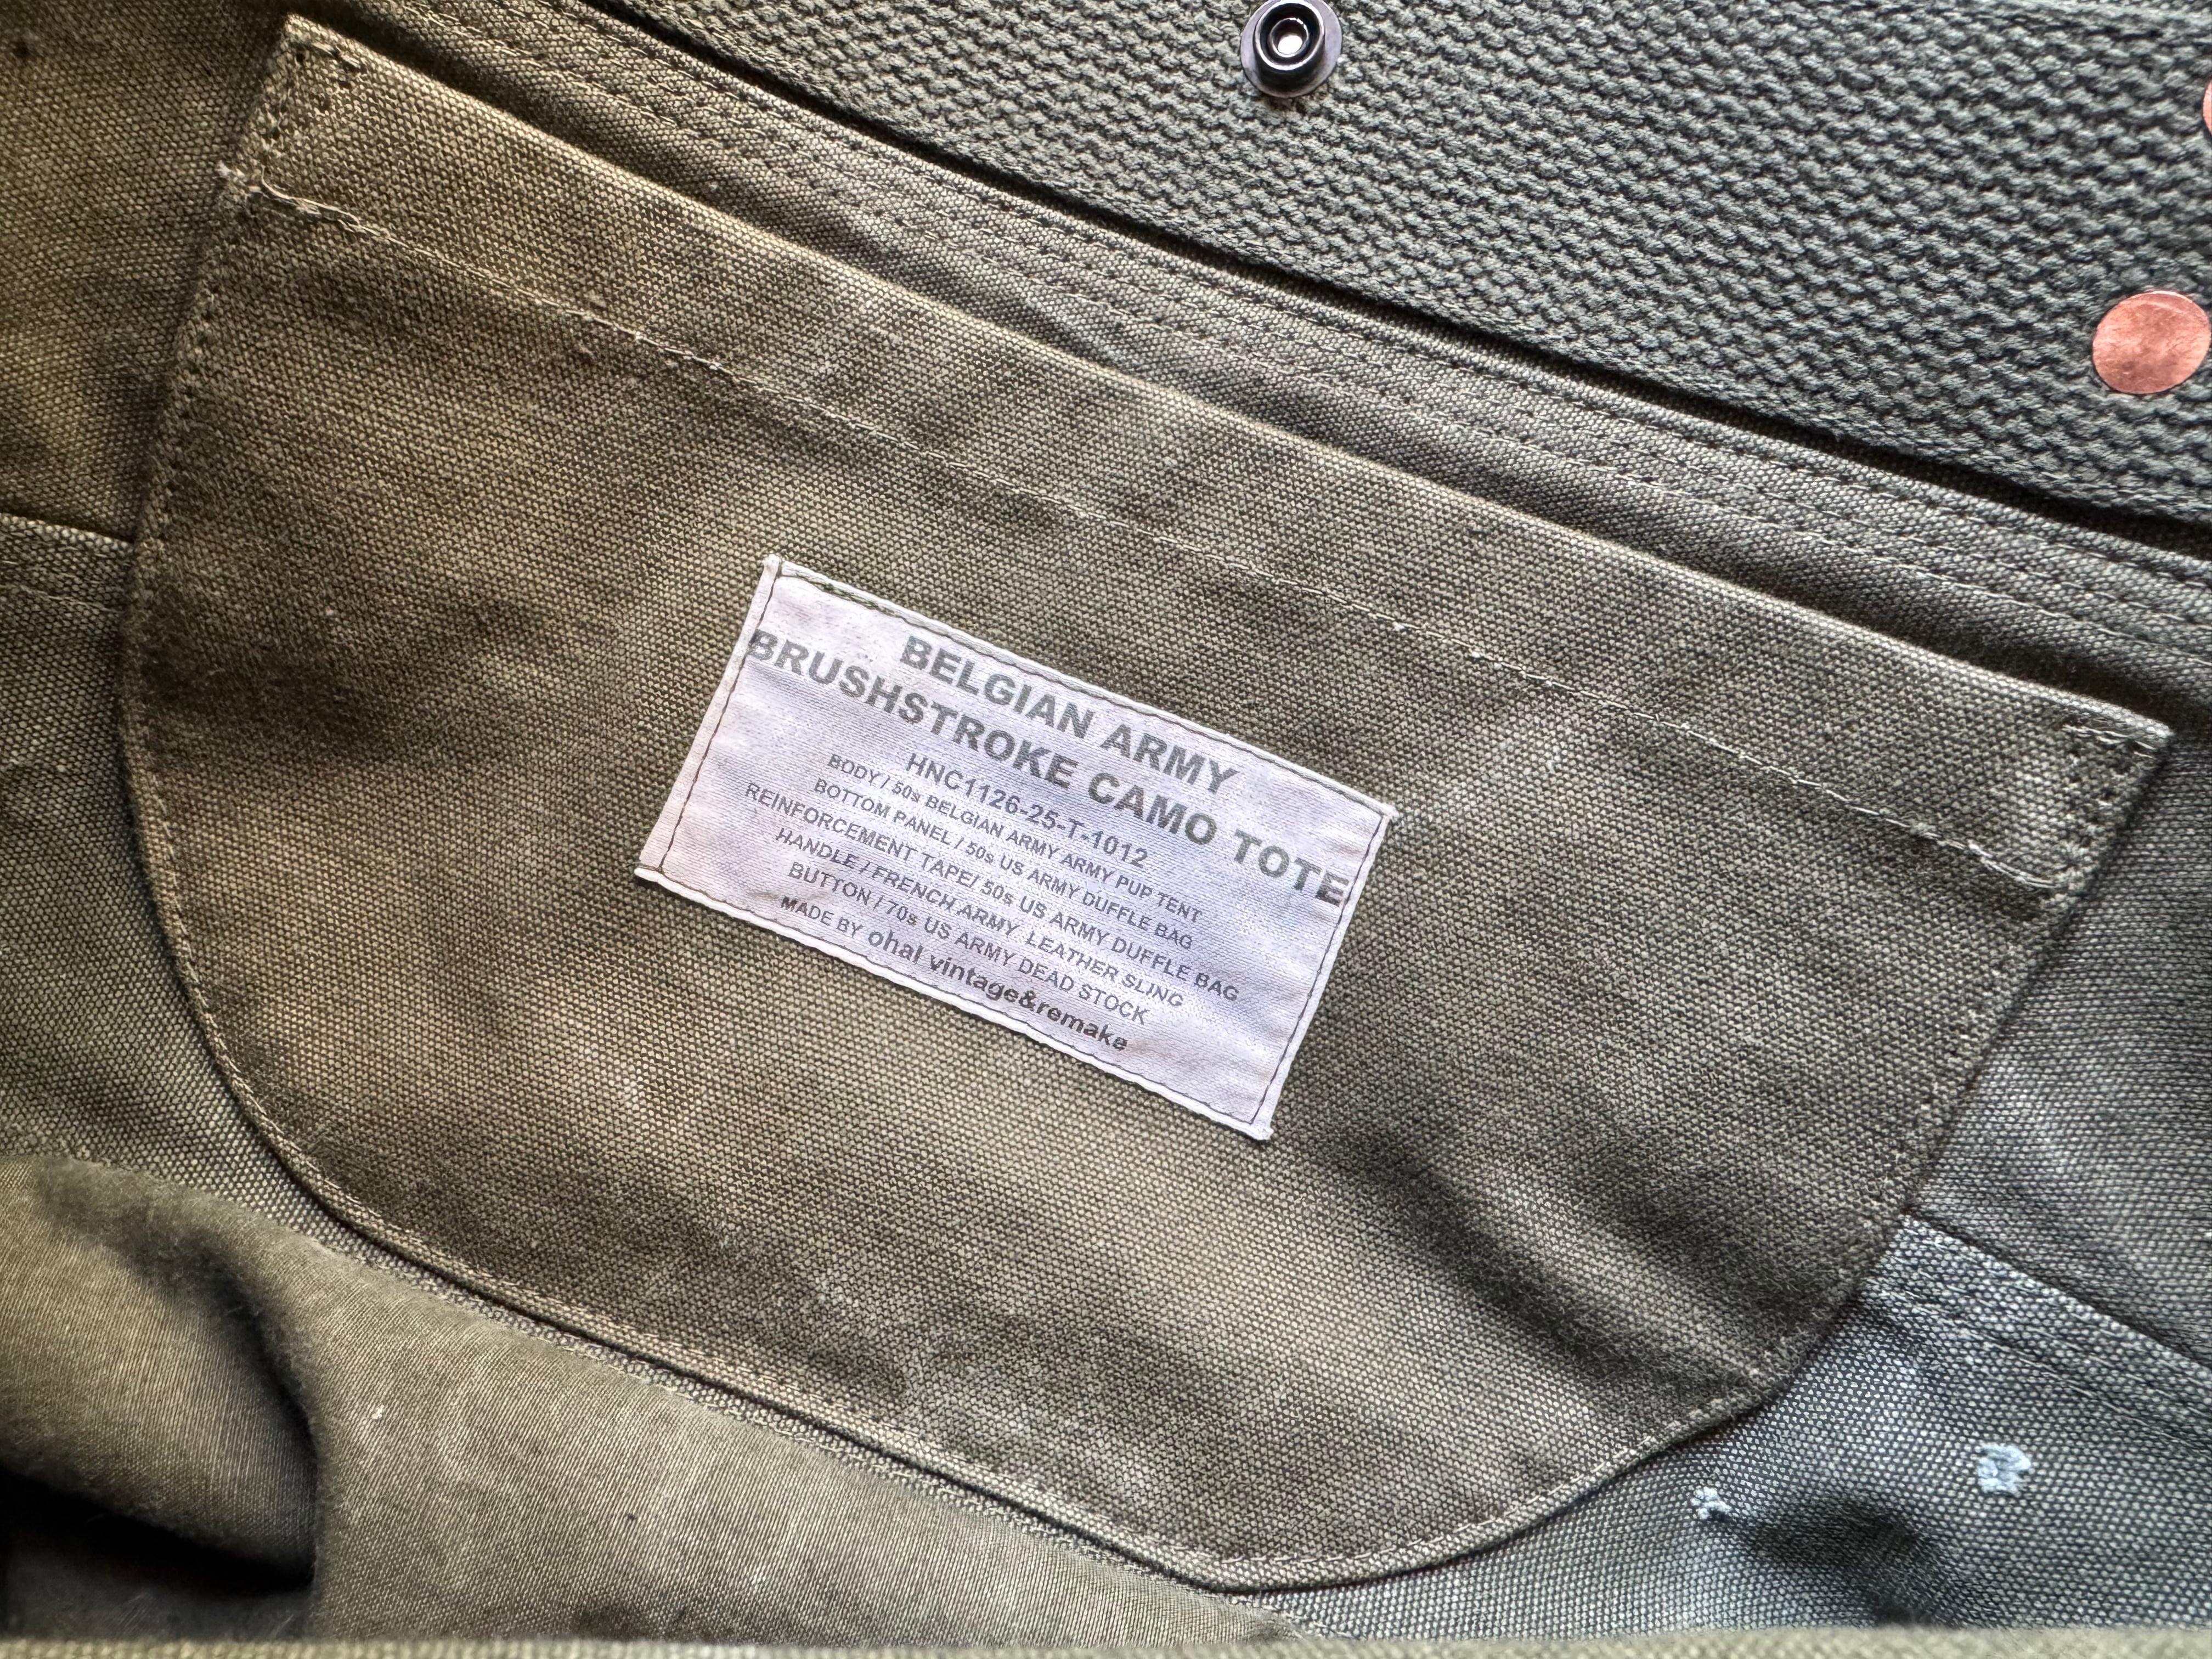 BELGIAN ARMY
BRUSHSTROKE CAMO TOTE
HNC1126-25-T-1012
BODY / 50s BELGIAN ARMY ARMY PUP TENT
BOTTOM PANEL / 50s US ARMY DUFFLE BAG
REINFORCEMENT TAPE/ 50s US ARMY DUFFLE BAG
HANDLE / FRENCH ARMY LEATHER SLING
BUTTON / 70s US ARMY DEAD STOCK
MADE BY ohal vintage&remake